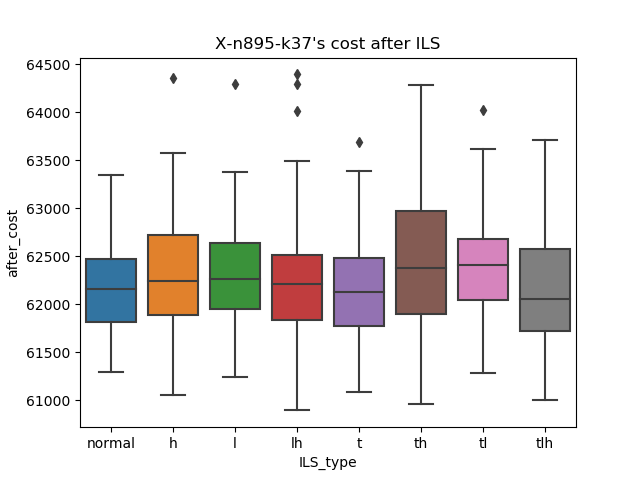 X-n895-k37's cost after ILS
64500
64000
63500
63000
62500
62000
61500
61000
after_cost
normal h l lh t th tl tlh
ILS_type